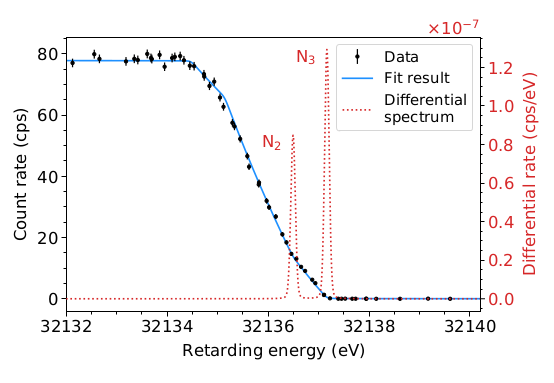 ×10⁻⁷
80
60
40
20
0
Count rate (cps)
N₂
N₃
Data
Fit result
Differential
spectrum
1.2
1.0
0.8
0.6
0.4
0.2
0.0
Differential rate (cps/eV)
32132 32134 32136 32138 32140
Retarding energy (eV)